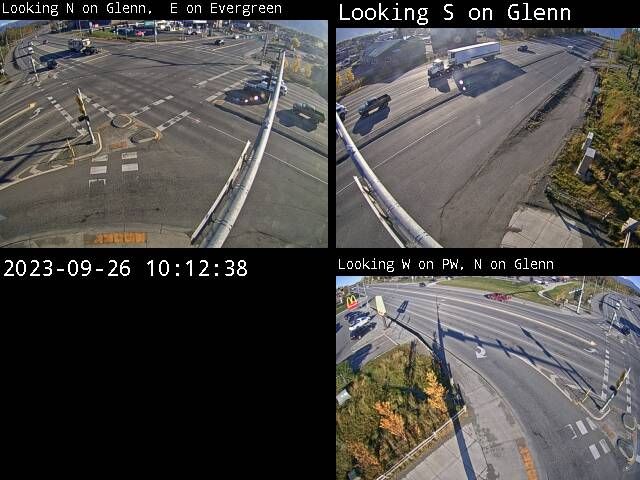 Looking N on Glenn,  E on Evergreen
Looking S on Glenn
2023-09-26 10:12:38
Looking W on PW, N on Glenn